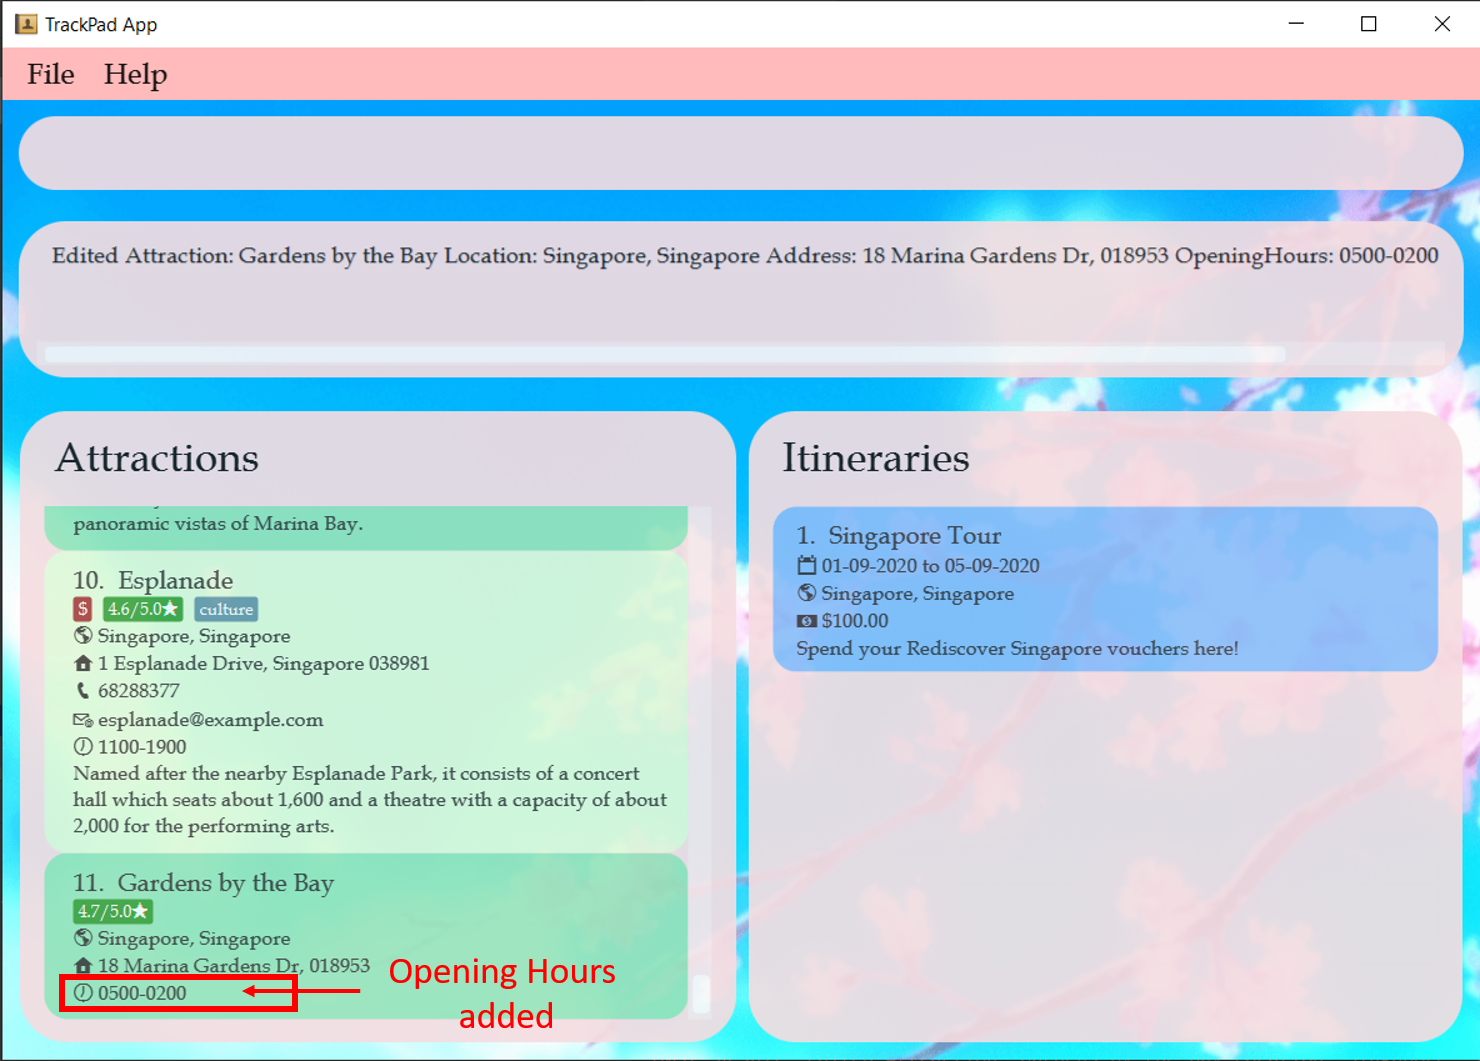 TrackPad App
File Help
Edited Attraction: Gardens by the Bay Location: Singapore, Singapore Address: 18 Marina Gardens Dr, 018953 OpeningHours: 0500-0200
Attractions
panoramic vistas of Marina Bay.
10. Esplanade
$ 4.6/5.0★ culture
Singapore, Singapore
1 Esplanade Drive, Singapore 038981
68288377
esplanade@example.com
1100-1900
Named after the nearby Esplanade Park, it consists of a concert
hall which seats about 1,600 and a theatre with a capacity of about
2,000 for the performing arts.
11. Gardens by the Bay
4.7/5.0★
Singapore, Singapore
18 Marina Gardens Dr, 018953
0500-0200
Opening Hours
added
Itineraries
1. Singapore Tour
01-09-2020 to 05-09-2020
Singapore, Singapore
$100.00
Spend your Rediscover Singapore vouchers here!